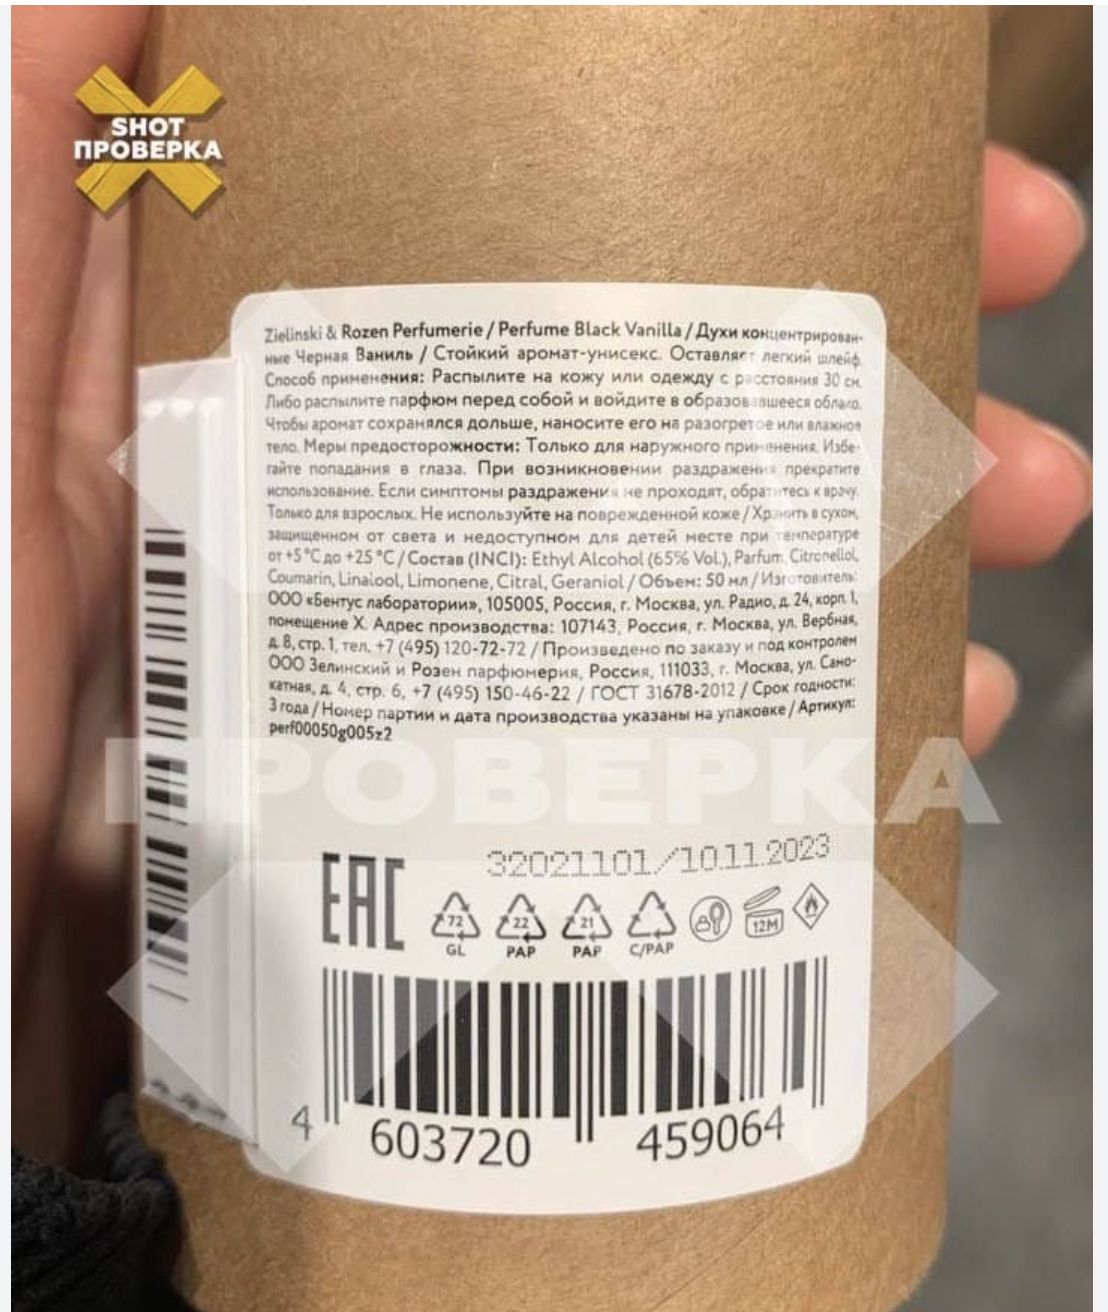 SHOT
ПРОВЕРКА
Zielinski & Rozen Perfumerie / Perfume Black Vanilla / Духи концентрирован-
ные Черная Ваниль / Стойкий аромат-унисекс. Оставляет легкий шлейф.
Способ применения: Распылите на кожу или одежду с расстояния 30 см.
Либо распылите парфюм перед собой и войдите в образовавшееся облако.
Чтобы аромат сохранялся дольше, наносите его на разогретое или влажное
тело. Меры предосторожности: Только для наружного применения. Избе-
гайте попадания в глаза. При возникновении раздражения прекратите
использование. Если симптомы раздражения не проходят, обратитесь к врачу.
Только для взрослых. Не используйте на поврежденной коже / Хранить в сухом,
защищенном от света и недоступном для детей месте при температуре
от +5 °C до +25 °C / Состав (INCI): Ethyl Alcohol (65% Vol.), Parfum, Citronellol,
Coumarin, Linalool, Limonene, Citral, Geraniol / Объем: 50 мл / Изготовитель:
ООО «Бентус лаборатории», 105005, Россия, г. Москва, ул. Радио, д. 24, корп. 1,
помещение X. Адрес производства: 107143, Россия, г. Москва, ул. Вербная,
д. 8, стр. 1, тел. +7 (495) 120-72-72 / Произведено по заказу и под контролем
ООО Зелинский и Розен парфюмерия, Россия, 111033, г. Москва, ул. Само-
катная, д. 4, стр. 6, +7 (495) 150-46-22 / ГОСТ 31678-2012 / Срок годности:
3 года / Номер партии и дата производства указаны на упаковке / Артикул:
perf00050g005z2
ПРОВЕРКА
32021101/10.11.2023
EAC
72 22 21 12M
GL PAP PAP C/PAP
4 603720 459064